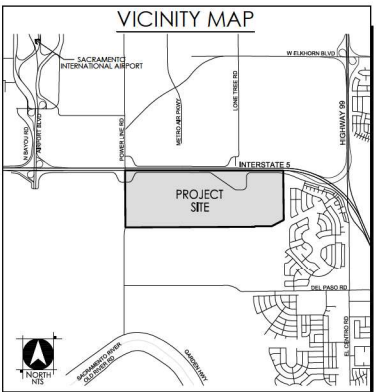 VICINITY MAP
SACRAMENTO
INTERNATIONAL AIRPORT
W ELKHORN BLVD
N BAYOU RD
AIRPORT BLVD
POWER LINE RD
METRO AIR PKWY
LONE TREE RD
HIGHWAY 99
INTERSTATE 5
PROJECT
SITE
DEL PASO RD
EL CENTRO RD
SACRAMENTO RIVER
OLD RIVER RD
GARDEN HWY
NORTH
NTS